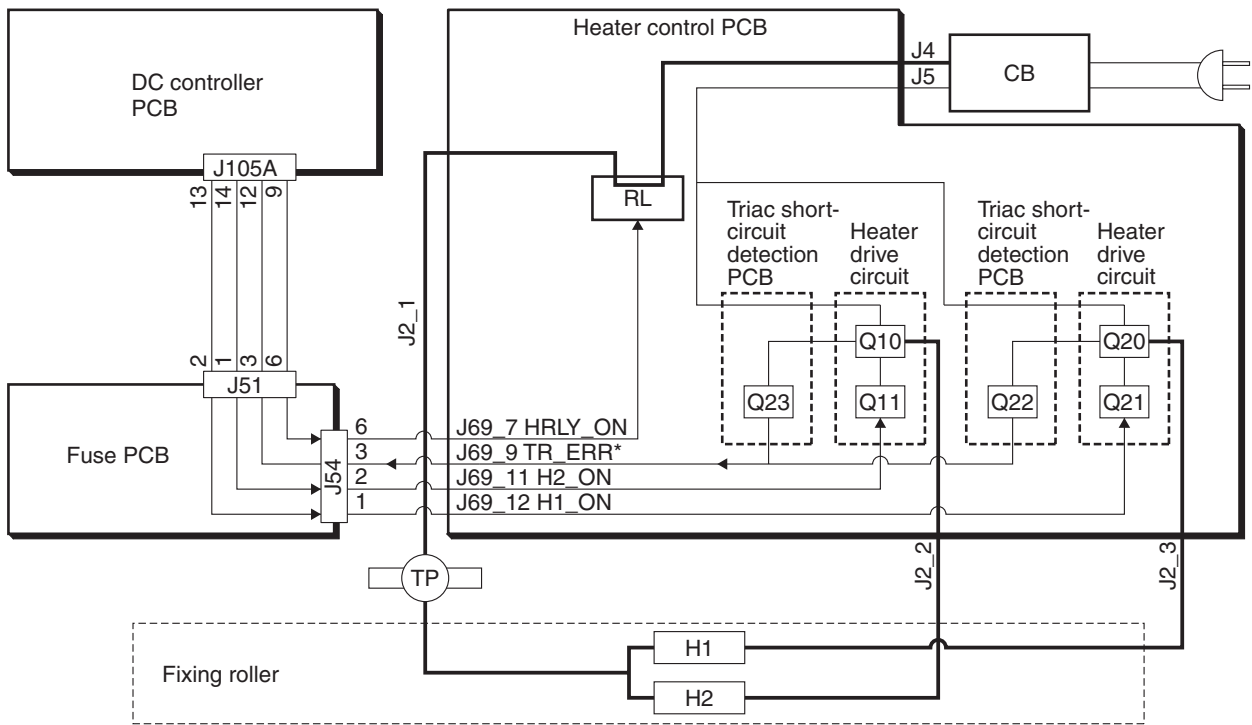 Heater control PCB
DC controller
PCB
J4
J5
CB
J105A
13
14
12
9
RL
Triac short-
circuit
detection
PCB
Heater
drive
circuit
Triac short-
circuit
detection
PCB
Heater
drive
circuit
J2_1
Q10
Q20
2
1
3
6
J51
Q23
Q11
Q22
Q21
Fuse PCB
J54
6
J69_7 HRLY_ON
3
J69_9 TR_ERR*
2
J69_11 H2_ON
1
J69_12 H1_ON
J2_2
J2_3
TP
Fixing roller
H1
H2